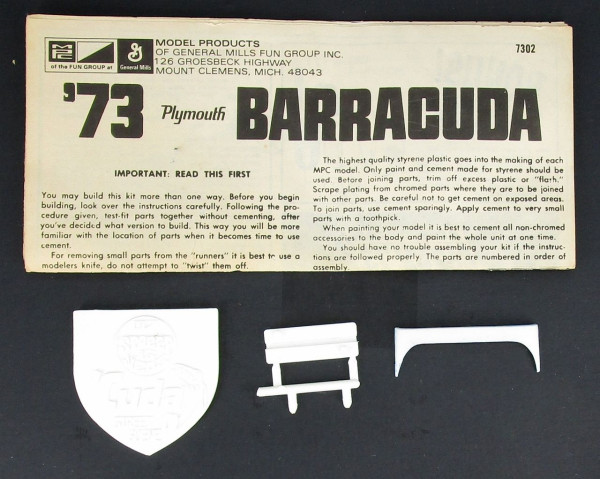 MPC
of the FUN GROUP at
G
General Mills
MODEL PRODUCTS
OF GENERAL MILLS FUN GROUP INC.
126 GROESBECK HIGHWAY
MOUNT CLEMENS, MICH. 48043
7302
'73 Plymouth BARRACUDA
IMPORTANT: READ THIS FIRST
You may build this kit more than one way. Before you begin
building, look over the instructions carefully. Following the pro-
cedure given, test-fit parts together without cementing, after
you've decided what version to build. This way you will be more
familiar with the location of parts when it becomes time to use
cement.
For removing small parts from the "runners" it is best to use a
modelers knife, do not attempt to "twist" them off.
The highest quality styrene plastic goes into the making of each
MPC model. Only paint and cement made for styrene should be
used. Before joining parts, trim off excess plastic or "flash."
Scrape plating from chromed parts where they are to be joined
with other parts. Be careful not to get cement on exposed areas.
To join parts, use cement sparingly. Apply cement to very small
parts with a toothpick.
When painting your model it is best to cement all non-chromed
accessories to the body and paint the whole unit at one time.
You should have no trouble assembling your kit if the instruc-
tions are followed properly. The parts are numbered in order of
assembly.
'Cuda